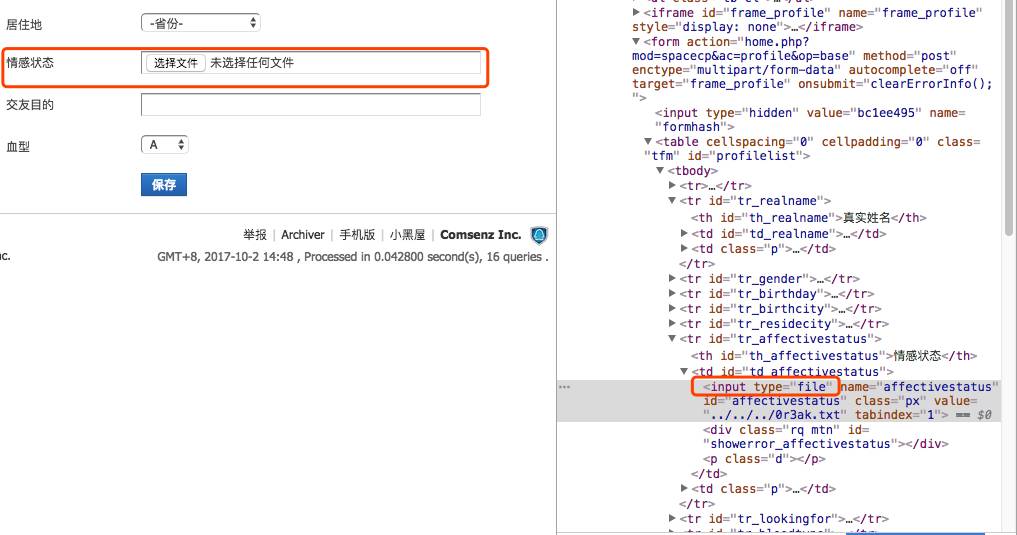 居住地
-省份-
情感状态
选择文件 未选择任何文件
交友目的
血型
A
保存
举报 | Archiver | 手机版 | 小黑屋 | Comsenz Inc.
nc.
GMT+8, 2017-10-2 14:48 , Processed in 0.042800 second(s), 16 queries .
▶<iframe id="frame_profile" name="frame_profile"
style="display: none">…</iframe>
▼<form action="home.php?
mod=spacecp&ac=profile&op=base" method="post"
enctype="multipart/form-data" autocomplete="off"
target="frame_profile" onsubmit="clearErrorInfo();
">
<input type="hidden" value="bc1ee495" name=
"formhash">
▼<table cellspacing="0" cellpadding="0" class=
"tfm" id="profilelist">
▼<tbody>
▶<tr>…</tr>
▼<tr id="tr_realname">
<th id="th_realname">真实姓名</th>
▶<td id="td_realname">…</td>
▶<td class="p">…</td>
</tr>
▶<tr id="tr_gender">…</tr>
▶<tr id="tr_birthday">…</tr>
▶<tr id="tr_birthcity">…</tr>
▶<tr id="tr_residecity">…</tr>
▼<tr id="tr_affectivestatus">
<th id="th_affectivestatus">情感状态</th>
▼<td id="td_affectivestatus">
<input type="file" name="affectivestatus"
id="affectivestatus" class="px" value=
"../../../0r3ak.txt" tabindex="1"> == $0
<div class="rq mtn" id=
"showerror_affectivestatus"></div>
<p class="d"></p>
</td>
▶<td class="p">…</td>
</tr>
▶<tr id="tr_lookingfor">…</tr>